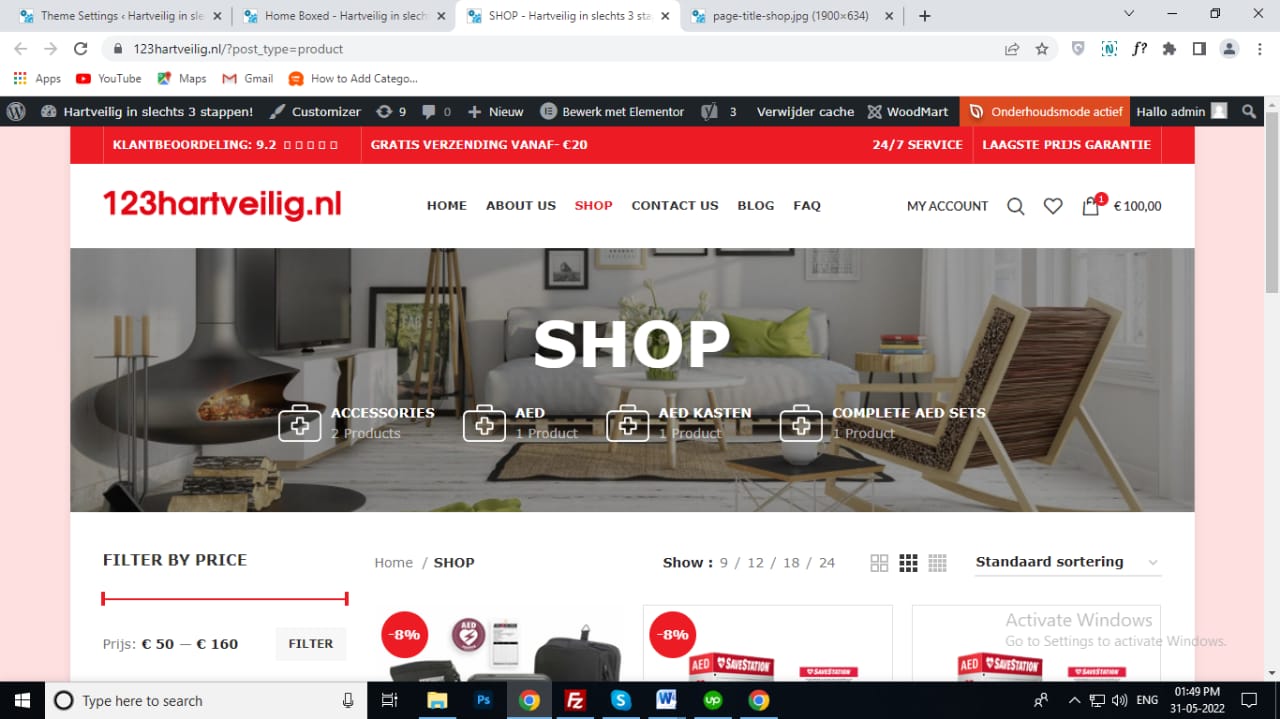 Theme Settings ‹ Hartveilig in sle
Home Boxed - Hartveilig in slech
SHOP - Hartveilig in slechts 3 sta
page-title-shop.jpg (1900×634)
123hartveilig.nl/?post_type=product
Apps
YouTube
Maps
Gmail
How to Add Catego...
Hartveilig in slechts 3 stappen!
Customizer
9
0
Nieuw
Bewerk met Elementor
3
Verwijder cache
WoodMart
Onderhoudsmode actief
Hallo admin
KLANTBEOORDELING: 9.2
GRATIS VERZENDING VANAF- €20
24/7 SERVICE
LAAGSTE PRIJS GARANTIE
123hartveilig.nl
HOME
ABOUT US
SHOP
CONTACT US
BLOG
FAQ
MY ACCOUNT
1
€ 100,00
SHOP
ACCESSORIES
2 Products
AED
1 Product
AED KASTEN
1 Product
COMPLETE AED SETS
1 Product
FILTER BY PRICE
Home / SHOP
Show : 9 / 12 / 18 / 24
Standaard sortering
Prijs: € 50 — € 160
FILTER
-8%
AED
-8%
AED SAVESTATION
SAVESTATION
AED SAVESTATION
SAVESTATION
Activate Windows
Go to Settings to activate Windows.
Type here to search
ENG
01:49 PM
31-05-2022